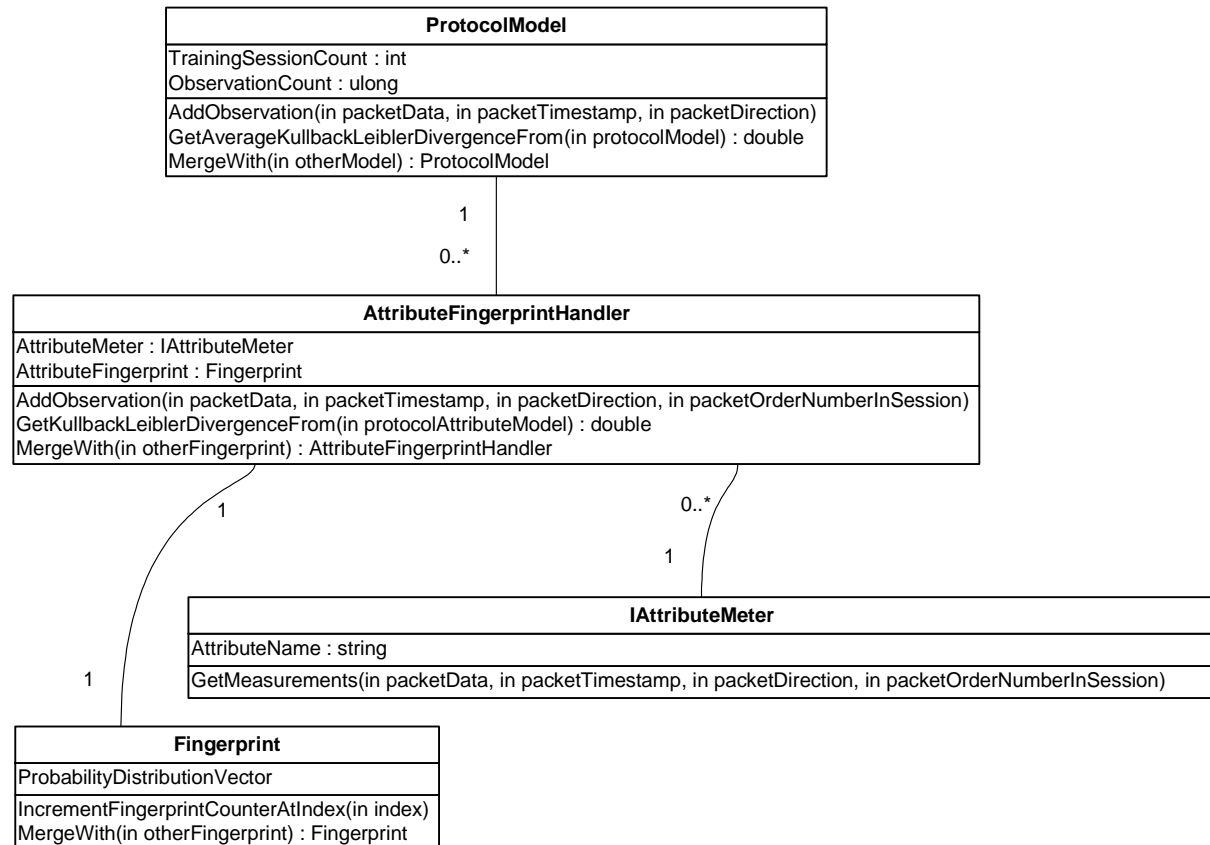 ProtocolModel
TrainingSessionCount : int
ObservationCount : ulong
AddObservation(in packetData, in packetTimestamp, in packetDirection)
GetAverageKullbackLeiblerDivergenceFrom(in protocolModel) : double
MergeWith(in otherModel) : ProtocolModel
1
0..*
AttributeFingerprintHandler
AttributeMeter : IAttributeMeter
AttributeFingerprint : Fingerprint
AddObservation(in packetData, in packetTimestamp, in packetDirection, in packetOrderNumberInSession)
GetKullbackLeiblerDivergenceFrom(in protocolAttributeModel) : double
MergeWith(in otherFingerprint) : AttributeFingerprintHandler
1
0..*
1
IAttributeMeter
AttributeName : string
GetMeasurements(in packetData, in packetTimestamp, in packetDirection, in packetOrderNumberInSession)
1
Fingerprint
ProbabilityDistributionVector
IncrementFingerprintCounterAtIndex(in index)
MergeWith(in otherFingerprint) : Fingerprint